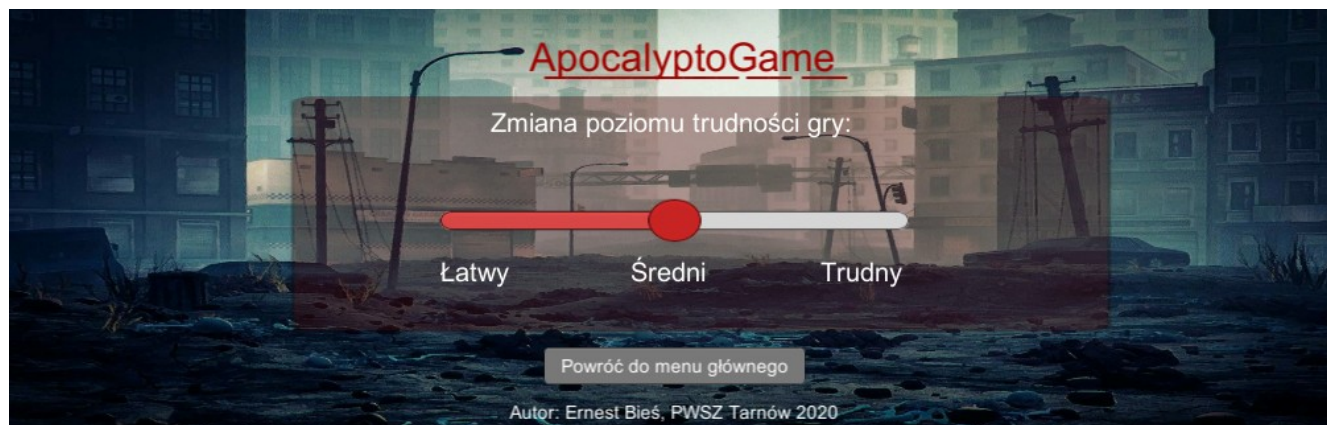 ApocalyptoGame
Zmiana poziomu trudności gry:
Łatwy Średni Trudny
Powróć do menu głównego
Autor: Ernest Bieś, PWSZ Tarnów 2020